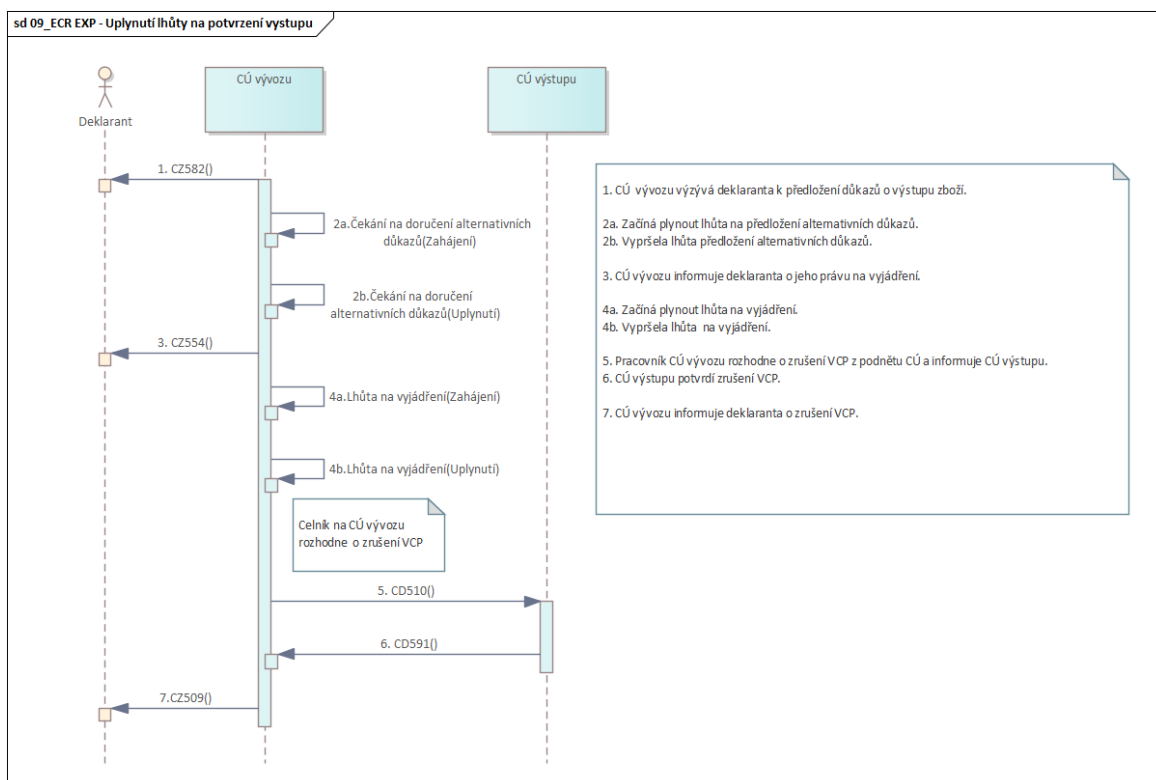 sd 09_ECR EXP - Uplynutí lhůty na potvrzení vystupu
Deklarant
CÚ vývozu
CÚ výstupu
1. CZ582()
2a.Čekání na doručení alternativních
důkazů(Zahájení)
2b.Čekání na doručení
alternativních důkazů(Uplynutí)
3. CZ554()
4a.Lhůta na vyjádření(Zahájení)
4b.Lhůta na vyjádření(Uplynutí)
Celník na CÚ vývozu
rozhodne o zrušení VCP
5. CD510()
6. CD591()
7.CZ509()
1. CÚ vývozu výzývá deklaranta k předložení důkazů o výstupu zboží.
2a. Začíná plynout lhůta na předložení alternativních důkazů.
2b. Vypršela lhůta předložení alternativních důkazů.
3. CÚ vývozu informuje deklaranta o jeho právu na vyjádření.
4a. Začíná plynout lhůta na vyjádření.
4b. Vypršela lhůta na vyjádření.
5. Pracovník CÚ vývozu rozhodne o zrušení VCP z podnětu CÚ a informuje CÚ výstupu.
6. CÚ výstupu potvrdí zrušení VCP.
7. CÚ vývozu informuje deklaranta o zrušení VCP.